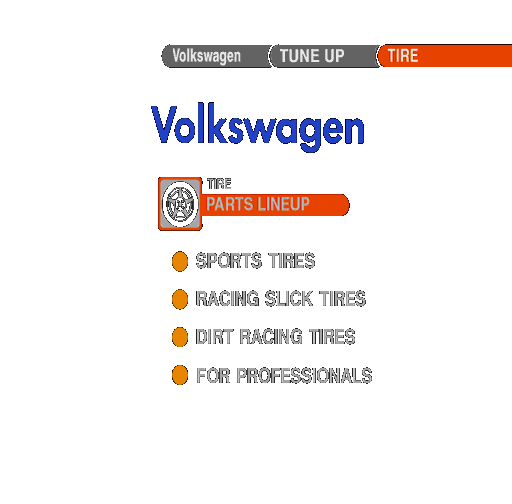 Volkswagen TUNE UP TIRE
Volkswagen
TIRE
PARTS LINEUP
SPORTS TIRES
RACING SLICK TIRES
DIRT RACING TIRES
FOR PROFESSIONALS